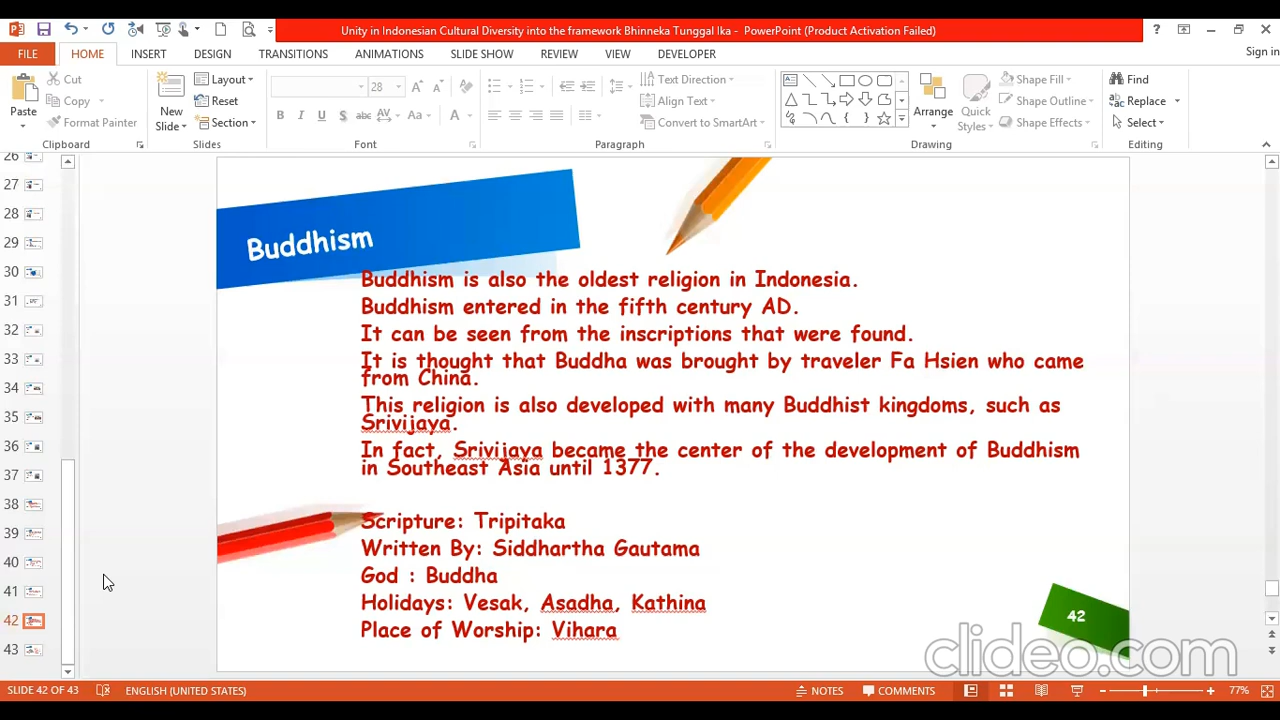 Unity in Indonesian Cultural Diversity into the framework Bhinneka Tunggal Ika - PowerPoint (Product Activation Failed)
?
Sign in
FILE HOME INSERT DESIGN TRANSITIONS ANIMATIONS SLIDE SHOW REVIEW VIEW DEVELOPER
Paste
Cut
Copy
Format Painter
Clipboard
New Slide
Layout
Reset
Section
Slides
28
B I U S abc AV Aa A
Font
Text Direction
Align Text
Convert to SmartArt
Paragraph
Arrange
Quick Styles
Shape Fill
Shape Outline
Shape Effects
Drawing
Find
Replace
Select
Editing
26
27
28
29
30
31
32
33
34
35
36
37
38
39
40
41
42
43
Buddhism
Buddhism is also the oldest religion in Indonesia.
Buddhism entered in the fifth century AD.
It can be seen from the inscriptions that were found.
It is thought that Buddha was brought by traveler Fa Hsien who came
from China.
This religion is also developed with many Buddhist kingdoms, such as
Srivijaya.
In fact, Srivijaya became the center of the development of Buddhism
in Southeast Asia until 1377.
Scripture: Tripitaka
Written By: Siddhartha Gautama
God : Buddha
Holidays: Vesak, Asadha, Kathina
Place of Worship: Vihara
42
clideo.com
SLIDE 42 OF 43
ENGLISH (UNITED STATES)
NOTES
COMMENTS
77%